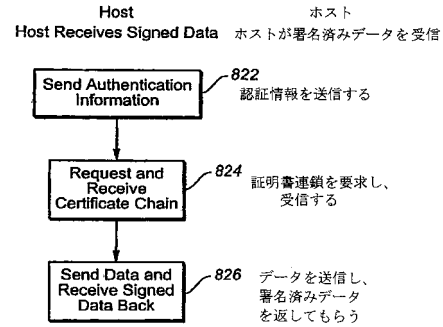 Host
ホスト
Host Receives Signed Data
ホストが署名済みデータを受信
Send Authentication
Information
822
認証情報を送信する
Request and
Receive
Certificate Chain
824
証明書連鎖を要求し、
受信する
Send Data and
Receive Signed
Data Back
826
データを送信し、
署名済みデータ
を返してもらう